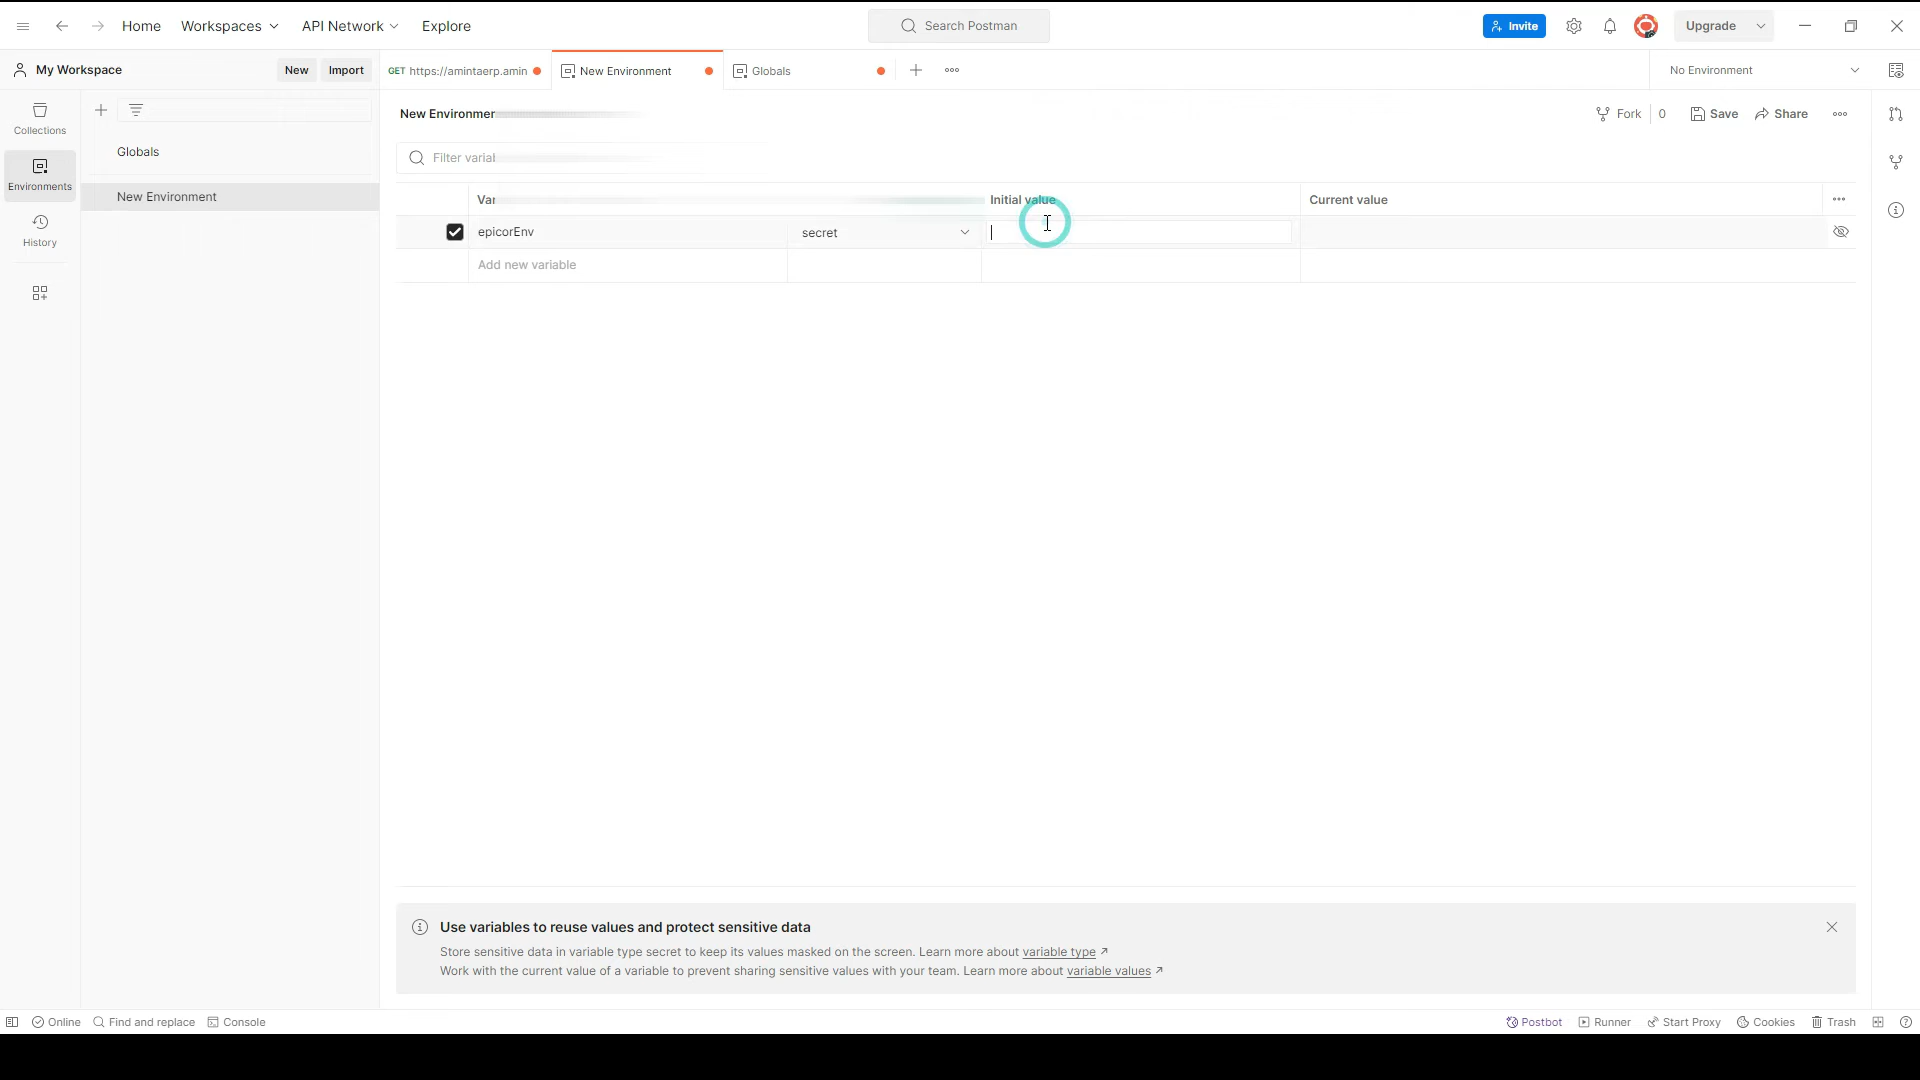 Home Workspaces API Network Explore Search Postman Invite Upgrade
My Workspace New Import GET https://amintaerp.amin New Environment Globals No Environment
Collections
Environments
History
Globals
New Environment
New Environmer Fork 0 Save Share
Filter varial
Var Initial value Current value
epicorEnv secret
Add new variable
Use variables to reuse values and protect sensitive data
Store sensitive data in variable type secret to keep its values masked on the screen. Learn more about variable type ↗
Work with the current value of a variable to prevent sharing sensitive values with your team. Learn more about variable values ↗
Online Find and replace Console Postbot Runner Start Proxy Cookies Trash